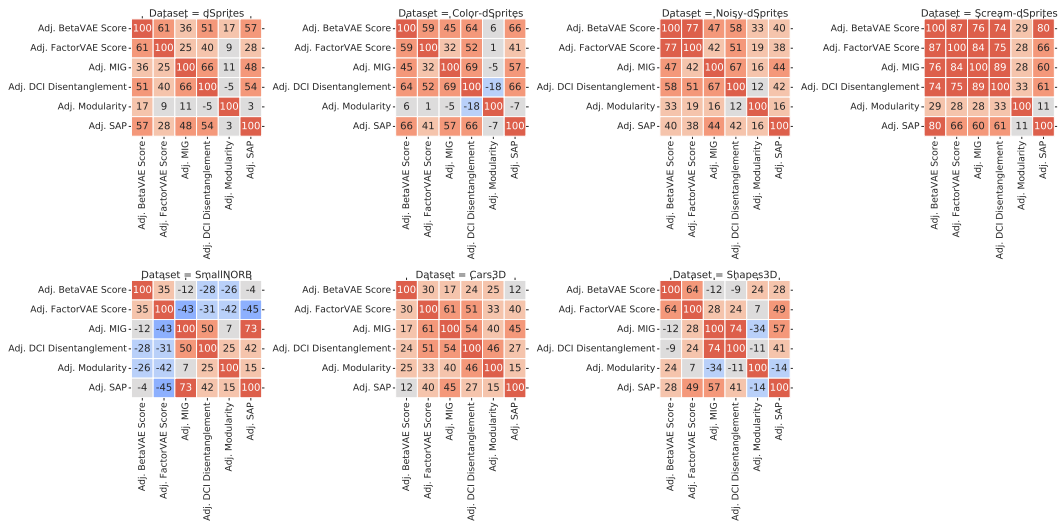 Dataset = dSprites
Adj. BetaVAE Score 100 61 36 51 17 57
Adj. FactorVAE Score 61 100 25 40 9 28
Adj. MIG 36 25 100 66 11 48
Adj. DCI Disentanglement 51 40 66 100 -5 54
Adj. Modularity 17 9 11 -5 100 3
Adj. SAP 57 28 48 54 3 100
Adj. BetaVAE Score
Adj. FactorVAE Score
Adj. MIG
Adj. DCI Disentanglement
Adj. Modularity
Adj. SAP
Dataset = Color-dSprites
Adj. BetaVAE Score 100 59 45 64 6 66
Adj. FactorVAE Score 59 100 32 52 1 41
Adj. MIG 45 32 100 69 -5 57
Adj. DCI Disentanglement 64 52 69 100 -18 66
Adj. Modularity 6 1 -5 -18 100 -7
Adj. SAP 66 41 57 66 -7 100
Adj. BetaVAE Score
Adj. FactorVAE Score
Adj. MIG
Adj. DCI Disentanglement
Adj. Modularity
Adj. SAP
Dataset = Noisy-dSprites
Adj. BetaVAE Score 100 77 47 58 33 40
Adj. FactorVAE Score 77 100 42 51 19 38
Adj. MIG 47 42 100 67 16 44
Adj. DCI Disentanglement 58 51 67 100 12 42
Adj. Modularity 33 19 16 12 100 16
Adj. SAP 40 38 44 42 16 100
Adj. BetaVAE Score
Adj. FactorVAE Score
Adj. MIG
Adj. DCI Disentanglement
Adj. Modularity
Adj. SAP
Dataset = Scream-dSprites
Adj. BetaVAE Score 100 87 76 74 29 80
Adj. FactorVAE Score 87 100 84 75 28 66
Adj. MIG 76 84 100 89 28 60
Adj. DCI Disentanglement 74 75 89 100 33 61
Adj. Modularity 29 28 28 33 100 11
Adj. SAP 80 66 60 61 11 100
Adj. BetaVAE Score
Adj. FactorVAE Score
Adj. MIG
Adj. DCI Disentanglement
Adj. Modularity
Adj. SAP
Dataset = SmallNORB
Adj. BetaVAE Score 100 35 -12 -28 -26 -4
Adj. FactorVAE Score 35 100 -43 -31 -42 -45
Adj. MIG -12 -43 100 50 7 73
Adj. DCI Disentanglement -28 -31 50 100 25 42
Adj. Modularity -26 -42 7 25 100 15
Adj. SAP -4 -45 73 42 15 100
Adj. BetaVAE Score
Adj. FactorVAE Score
Adj. MIG
Adj. DCI Disentanglement
Adj. Modularity
Adj. SAP
Dataset = Cars3D
Adj. BetaVAE Score 100 30 17 24 25 12
Adj. FactorVAE Score 30 100 61 51 33 40
Adj. MIG 17 61 100 54 40 45
Adj. DCI Disentanglement 24 51 54 100 46 27
Adj. Modularity 25 33 40 46 100 15
Adj. SAP 12 40 45 27 15 100
Adj. BetaVAE Score
Adj. FactorVAE Score
Adj. MIG
Adj. DCI Disentanglement
Adj. Modularity
Adj. SAP
Dataset = Shapes3D
Adj. BetaVAE Score 100 64 -12 -9 24 28
Adj. FactorVAE Score 64 100 28 24 7 49
Adj. MIG -12 28 100 74 -34 57
Adj. DCI Disentanglement -9 24 74 100 -11 41
Adj. Modularity 24 7 -34 -11 100 -14
Adj. SAP 28 49 57 41 -14 100
Adj. BetaVAE Score
Adj. FactorVAE Score
Adj. MIG
Adj. DCI Disentanglement
Adj. Modularity
Adj. SAP